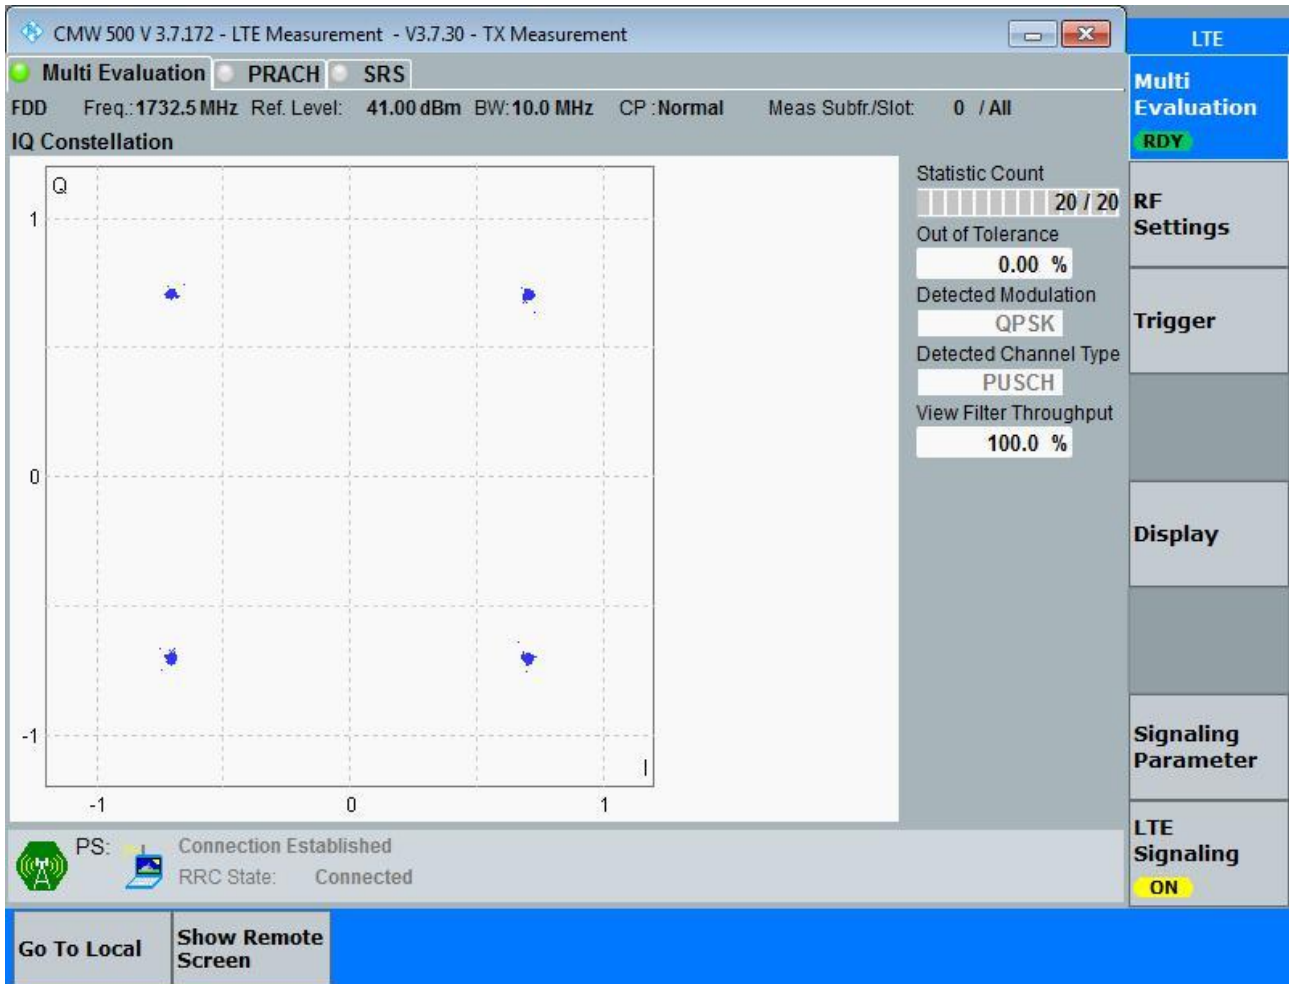 CMW 500 V 3.7.172 - LTE Measurement - V3.7.30 - TX Measurement
LTE
Multi Evaluation PRACH SRS
FDD Freq.: 1732.5 MHz Ref. Level: 41.00 dBm BW: 10.0 MHz CP : Normal Meas Subfr./Slot: 0 / All
IQ Constellation
Q
1
0
-1
I
-1 0 1
Statistic Count
20 / 20
Out of Tolerance
0.00 %
Detected Modulation
QPSK
Detected Channel Type
PUSCH
View Filter Throughput
100.0 %
Multi
Evaluation
RDY
RF
Settings
Trigger
Display
Signaling
Parameter
LTE
Signaling
ON
PS: Connection Established
RRC State: Connected
Go To Local
Show Remote
Screen